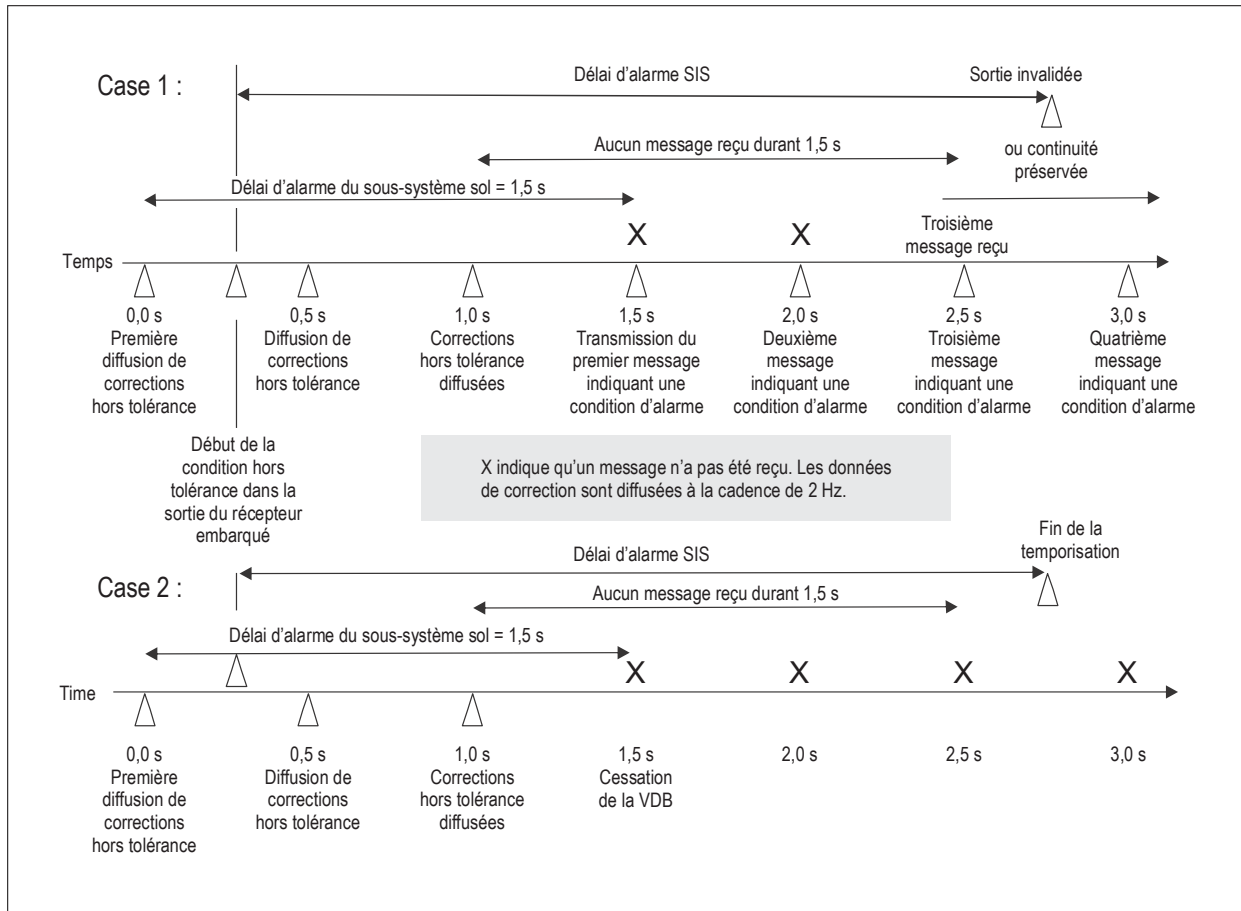 Case 1 :
Délai d'alarme SIS
Sortie invalidée
ou continuité
préservée
Aucun message reçu durant 1,5 s
Délai d'alarme du sous-système sol = 1,5 s
X
X
Troisième
message reçu
Temps
0,0 s
Première
diffusion de
corrections
hors tolérance
0,5 s
Diffusion de
corrections
hors tolérance
1,0 s
Corrections
hors tolérance
diffusées
1,5 s
Transmission du
premier message
indiquant une
condition d'alarme
2,0 s
Deuxième
message
indiquant une
condition d'alarme
2,5 s
Troisième
message
indiquant une
condition d'alarme
3,0 s
Quatrième
message
indiquant une
condition d'alarme
Début de la
condition hors
tolérance dans la
sortie du récepteur
embarqué
X indique qu'un message n'a pas été reçu. Les données
de correction sont diffusées à la cadence de 2 Hz.
Case 2 :
Délai d'alarme SIS
Fin de la
temporisation
Aucun message reçu durant 1,5 s
Délai d'alarme du sous-système sol = 1,5 s
X
X
X
X
Time
0,0 s
Première
diffusion de
corrections
hors tolérance
0,5 s
Diffusion de
corrections
hors tolérance
1,0 s
Corrections
hors tolérance
diffusées
1,5 s
Cessation
de la VDB
2,0 s
2,5 s
3,0 s